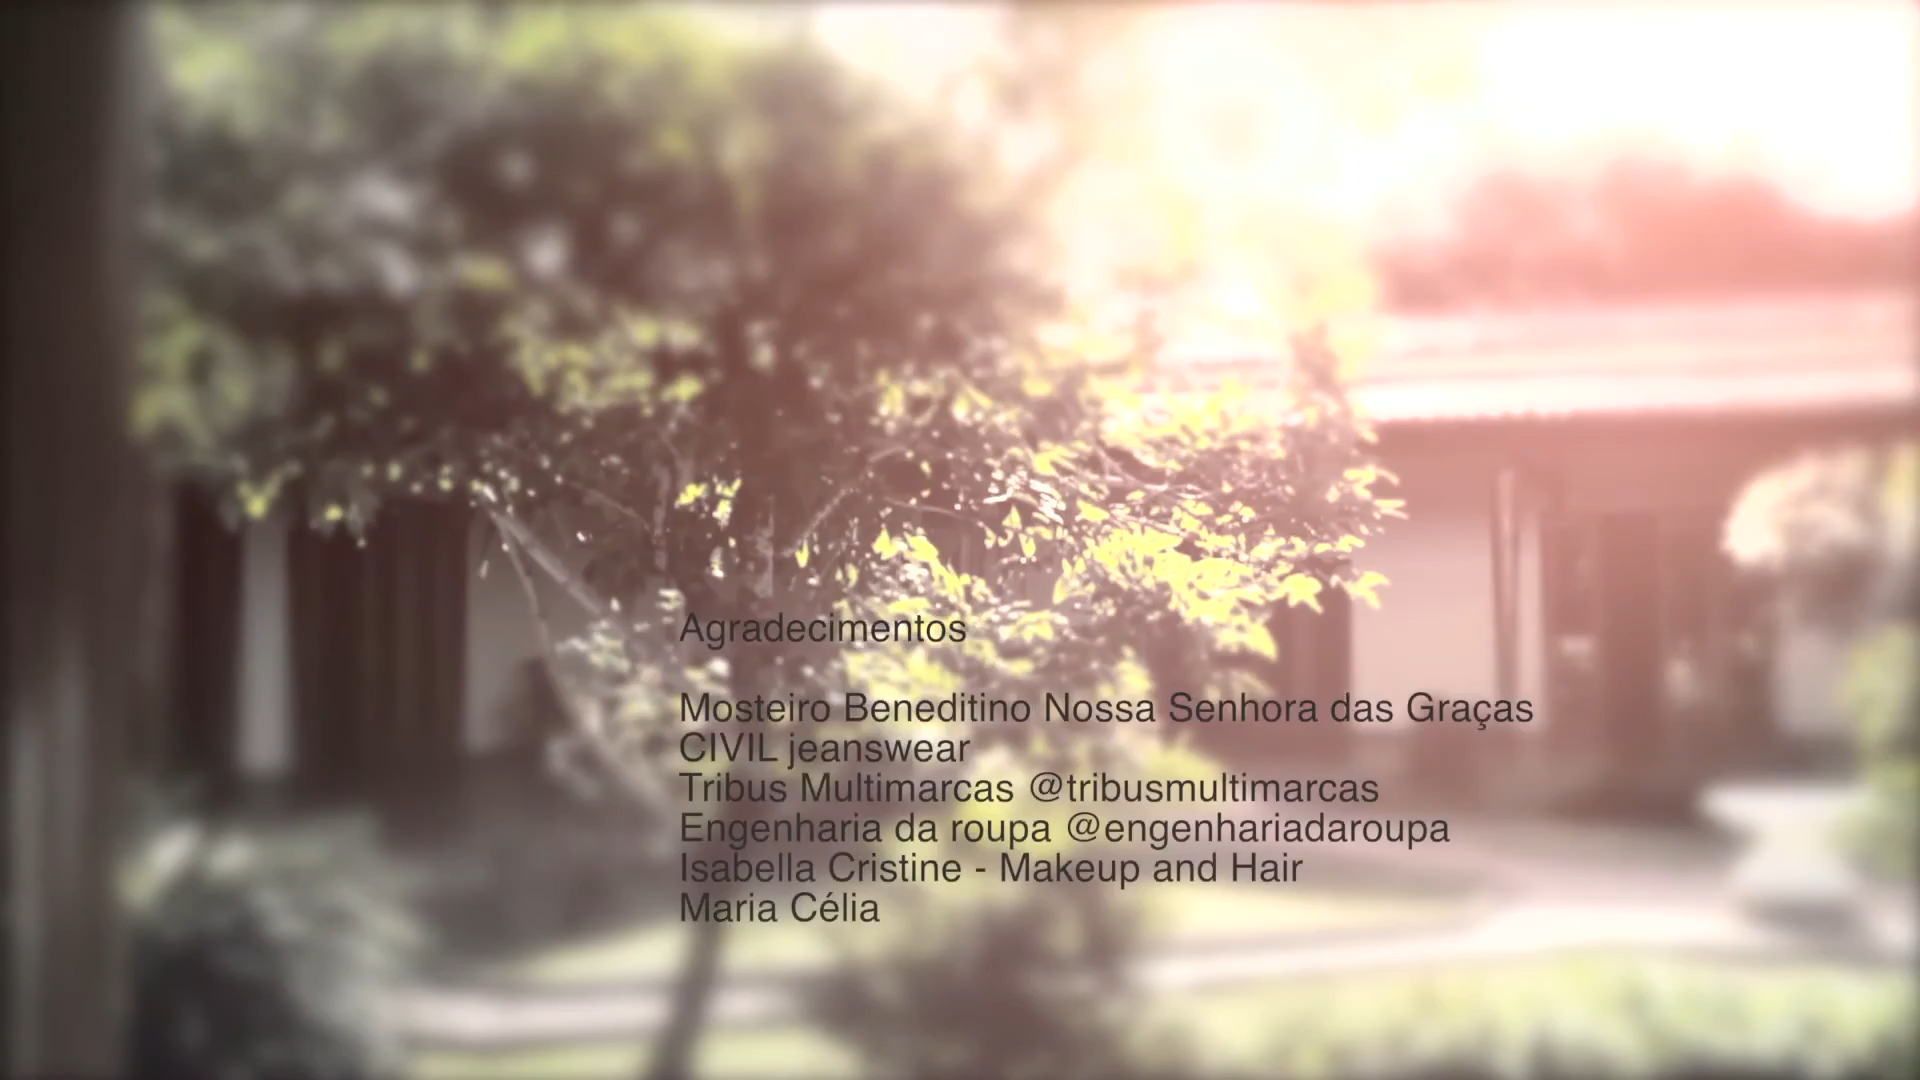 Agradecimentos
Mosteiro Beneditino Nossa Senhora das Graças
CIVIL jeanswear
Tribus Multimarcas @tribusmultimarcas
Engenharia da roupa @engenhariadaroupa
Isabella Cristine - Makeup and Hair
Maria Célia